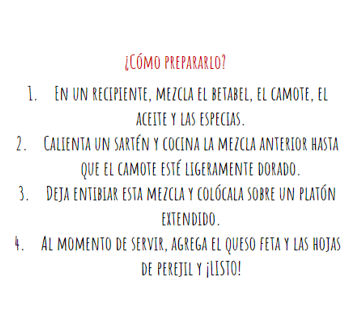 ¿Cómo prepararlo?
1. En un recipiente, mezcla el betabel, el camote, el
aceite y las especias.
2. Calienta un sartén y cocina la mezcla anterior hasta
que el camote esté ligeramente dorado.
3. Deja entibiar esta mezcla y colócala sobre un platón
extendido.
4. Al momento de servir, agrega el queso feta y las hojas
de perejil y ¡LISTO!